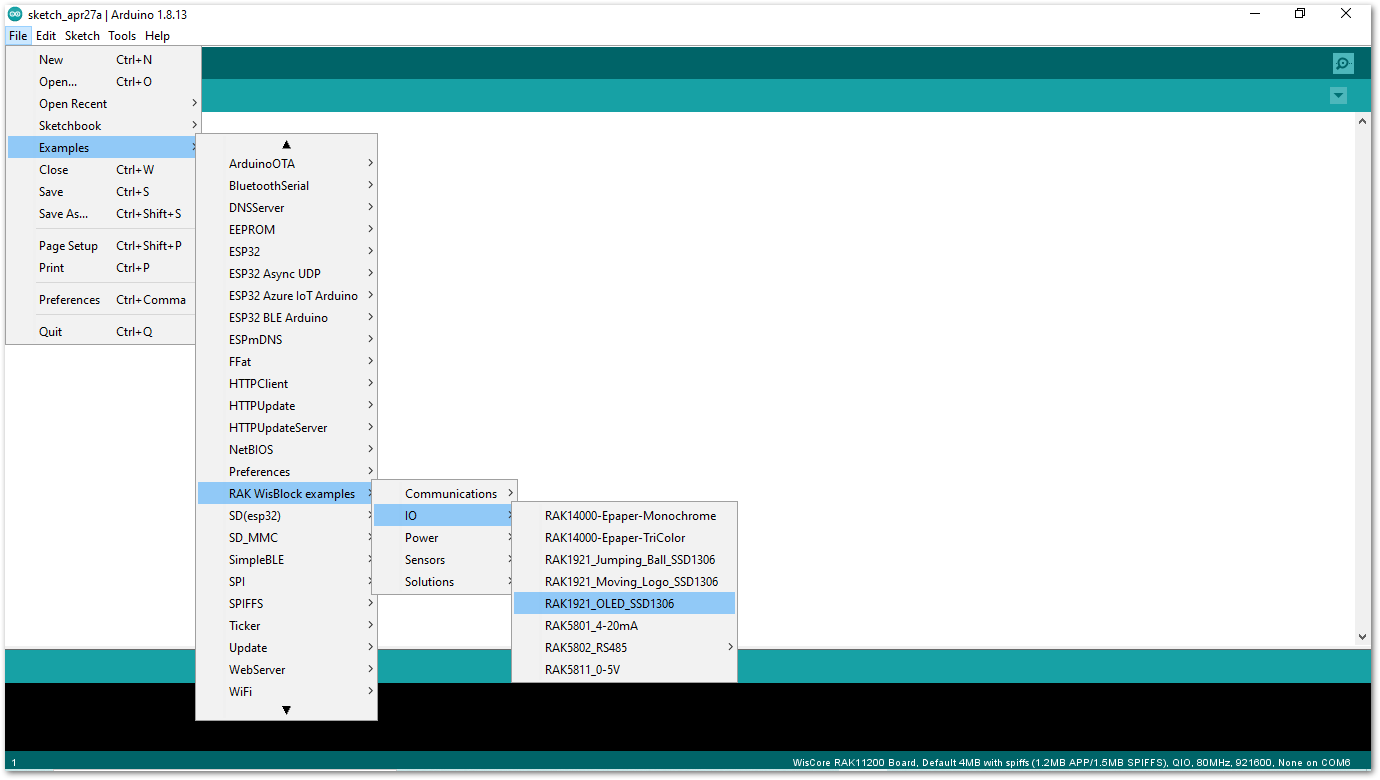 sketch_apr27a | Arduino 1.8.13
File Edit Sketch Tools Help
New Ctrl+N
Open... Ctrl+O
Open Recent
Sketchbook
Examples
Close Ctrl+W
Save Ctrl+S
Save As... Ctrl+Shift+S
Page Setup Ctrl+Shift+P
Print Ctrl+P
Preferences Ctrl+Comma
Quit Ctrl+Q
ArduinoOTA
BluetoothSerial
DNSServer
EEPROM
ESP32
ESP32 Async UDP
ESP32 Azure IoT Arduino
ESP32 BLE Arduino
ESPmDNS
FFat
HTTPClient
HTTPUpdate
HTTPUpdateServer
NetBIOS
Preferences
RAK WisBlock examples
SD(esp32)
SD_MMC
SimpleBLE
SPI
SPIFFS
Ticker
Update
WebServer
WiFi
Communications
IO
Power
Sensors
Solutions
RAK14000-Epaper-Monochrome
RAK14000-Epaper-TriColor
RAK1921_Jumping_Ball_SSD1306
RAK1921_Moving_Logo_SSD1306
RAK1921_OLED_SSD1306
RAK5801_4-20mA
RAK5802_RS485
RAK5811_0-5V
1 WisCore RAK11200 Board, Default 4MB with spiffs (1.2MB APP/1.5MB SPIFFS), QIO, 80MHz, 921600, None on COM6